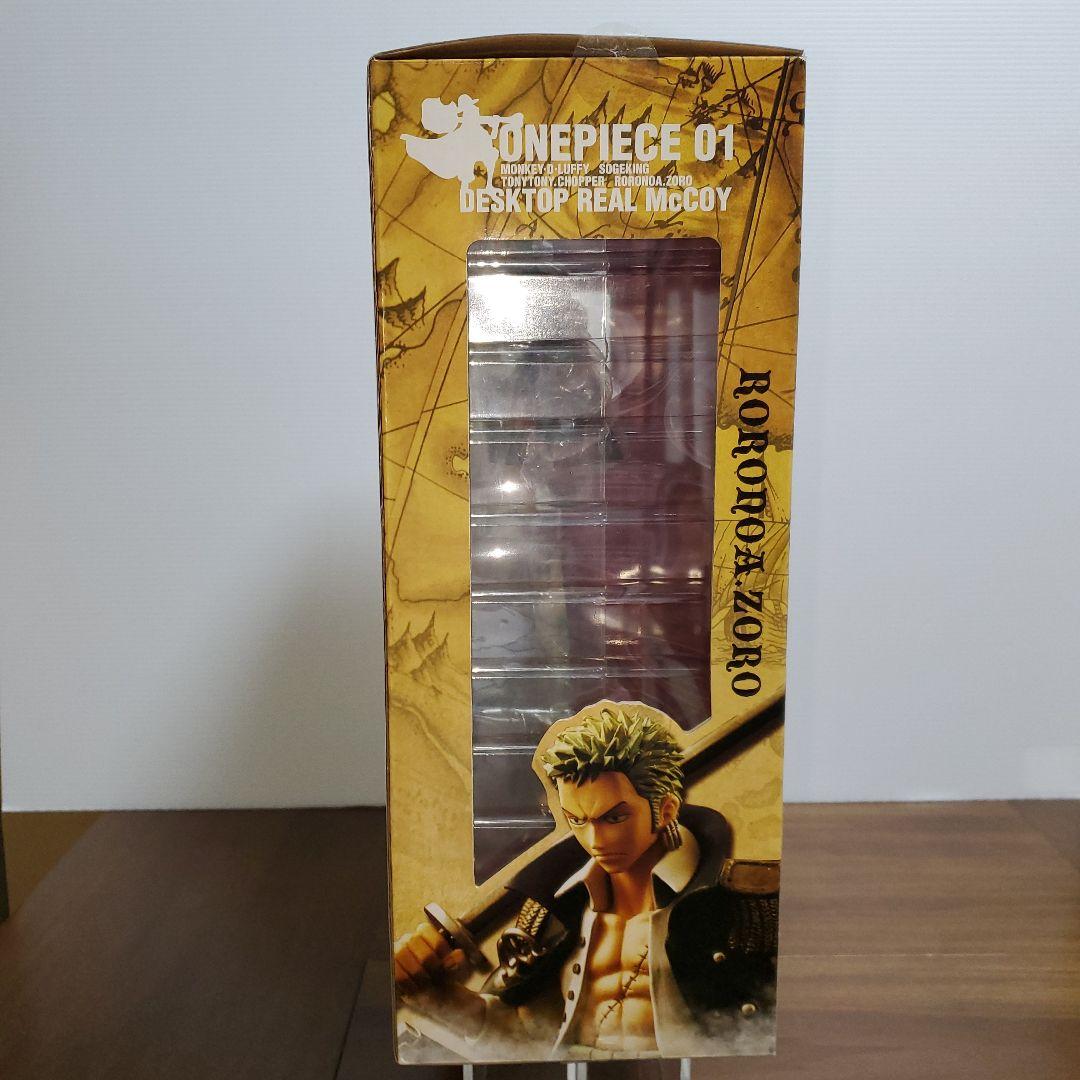 ONEPIECE 01
MONKEY·D·LUFFY SOGEKING
TONYTONY.CHOPPER RORONOA.ZORO
DESKTOP REAL McCOY
RORONOA.ZORO